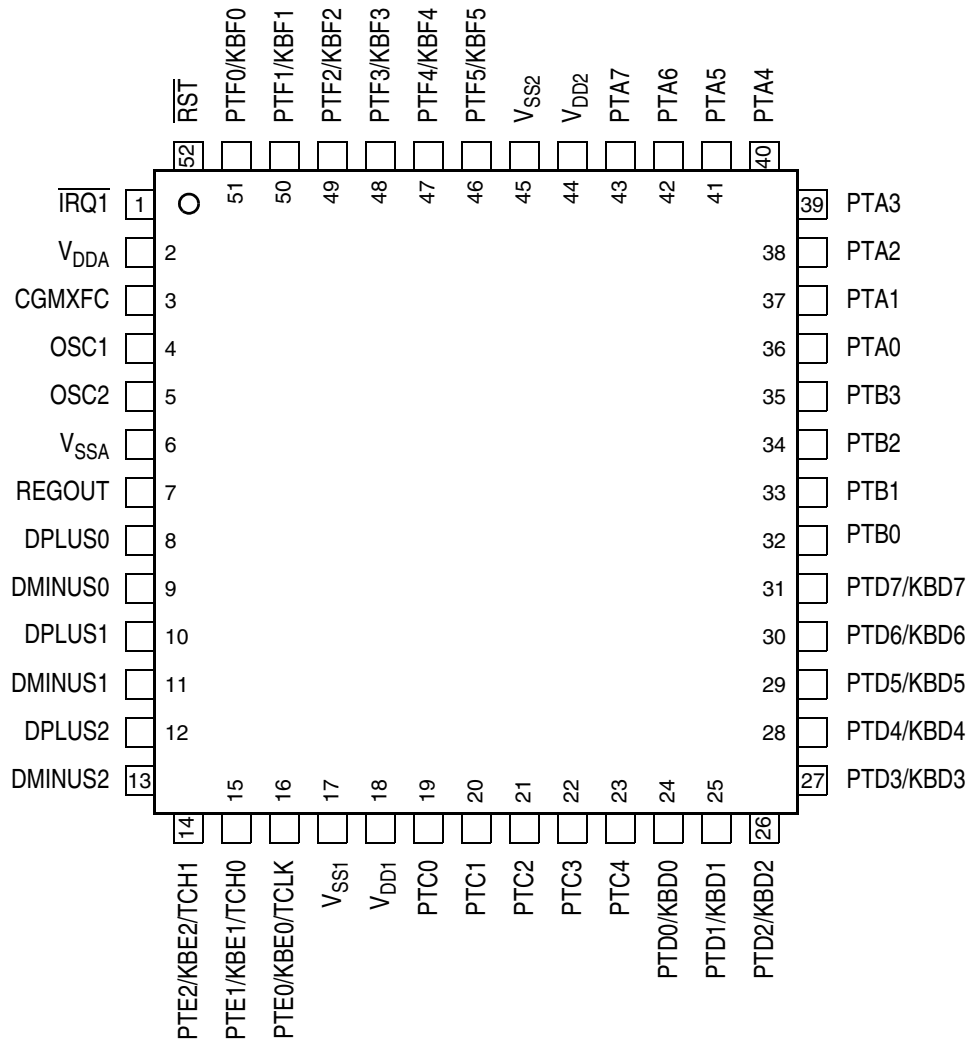 RST
PTF0/KBF0
PTF1/KBF1
PTF2/KBF2
PTF3/KBF3
PTF4/KBF4
PTF5/KBF5
VSS2
VDD2
PTA7
PTA6
PTA5
PTA4
52
51
50
49
48
47
46
45
44
43
42
41
40
IRQ1 1
VDDA 2
CGMXFC 3
OSC1 4
OSC2 5
VSSA 6
REGOUT 7
DPLUS0 8
DMINUS0 9
DPLUS1 10
DMINUS1 11
DPLUS2 12
DMINUS2 13
39 PTA3
38 PTA2
37 PTA1
36 PTA0
35 PTB3
34 PTB2
33 PTB1
32 PTB0
31 PTD7/KBD7
30 PTD6/KBD6
29 PTD5/KBD5
28 PTD4/KBD4
27 PTD3/KBD3
14
15
16
17
18
19
20
21
22
23
24
25
26
PTE2/KBE2/TCH1
PTE1/KBE1/TCH0
PTE0/KBE0/TCLK
VSS1
VDD1
PTC0
PTC1
PTC2
PTC3
PTC4
PTD0/KBD0
PTD1/KBD1
PTD2/KBD2